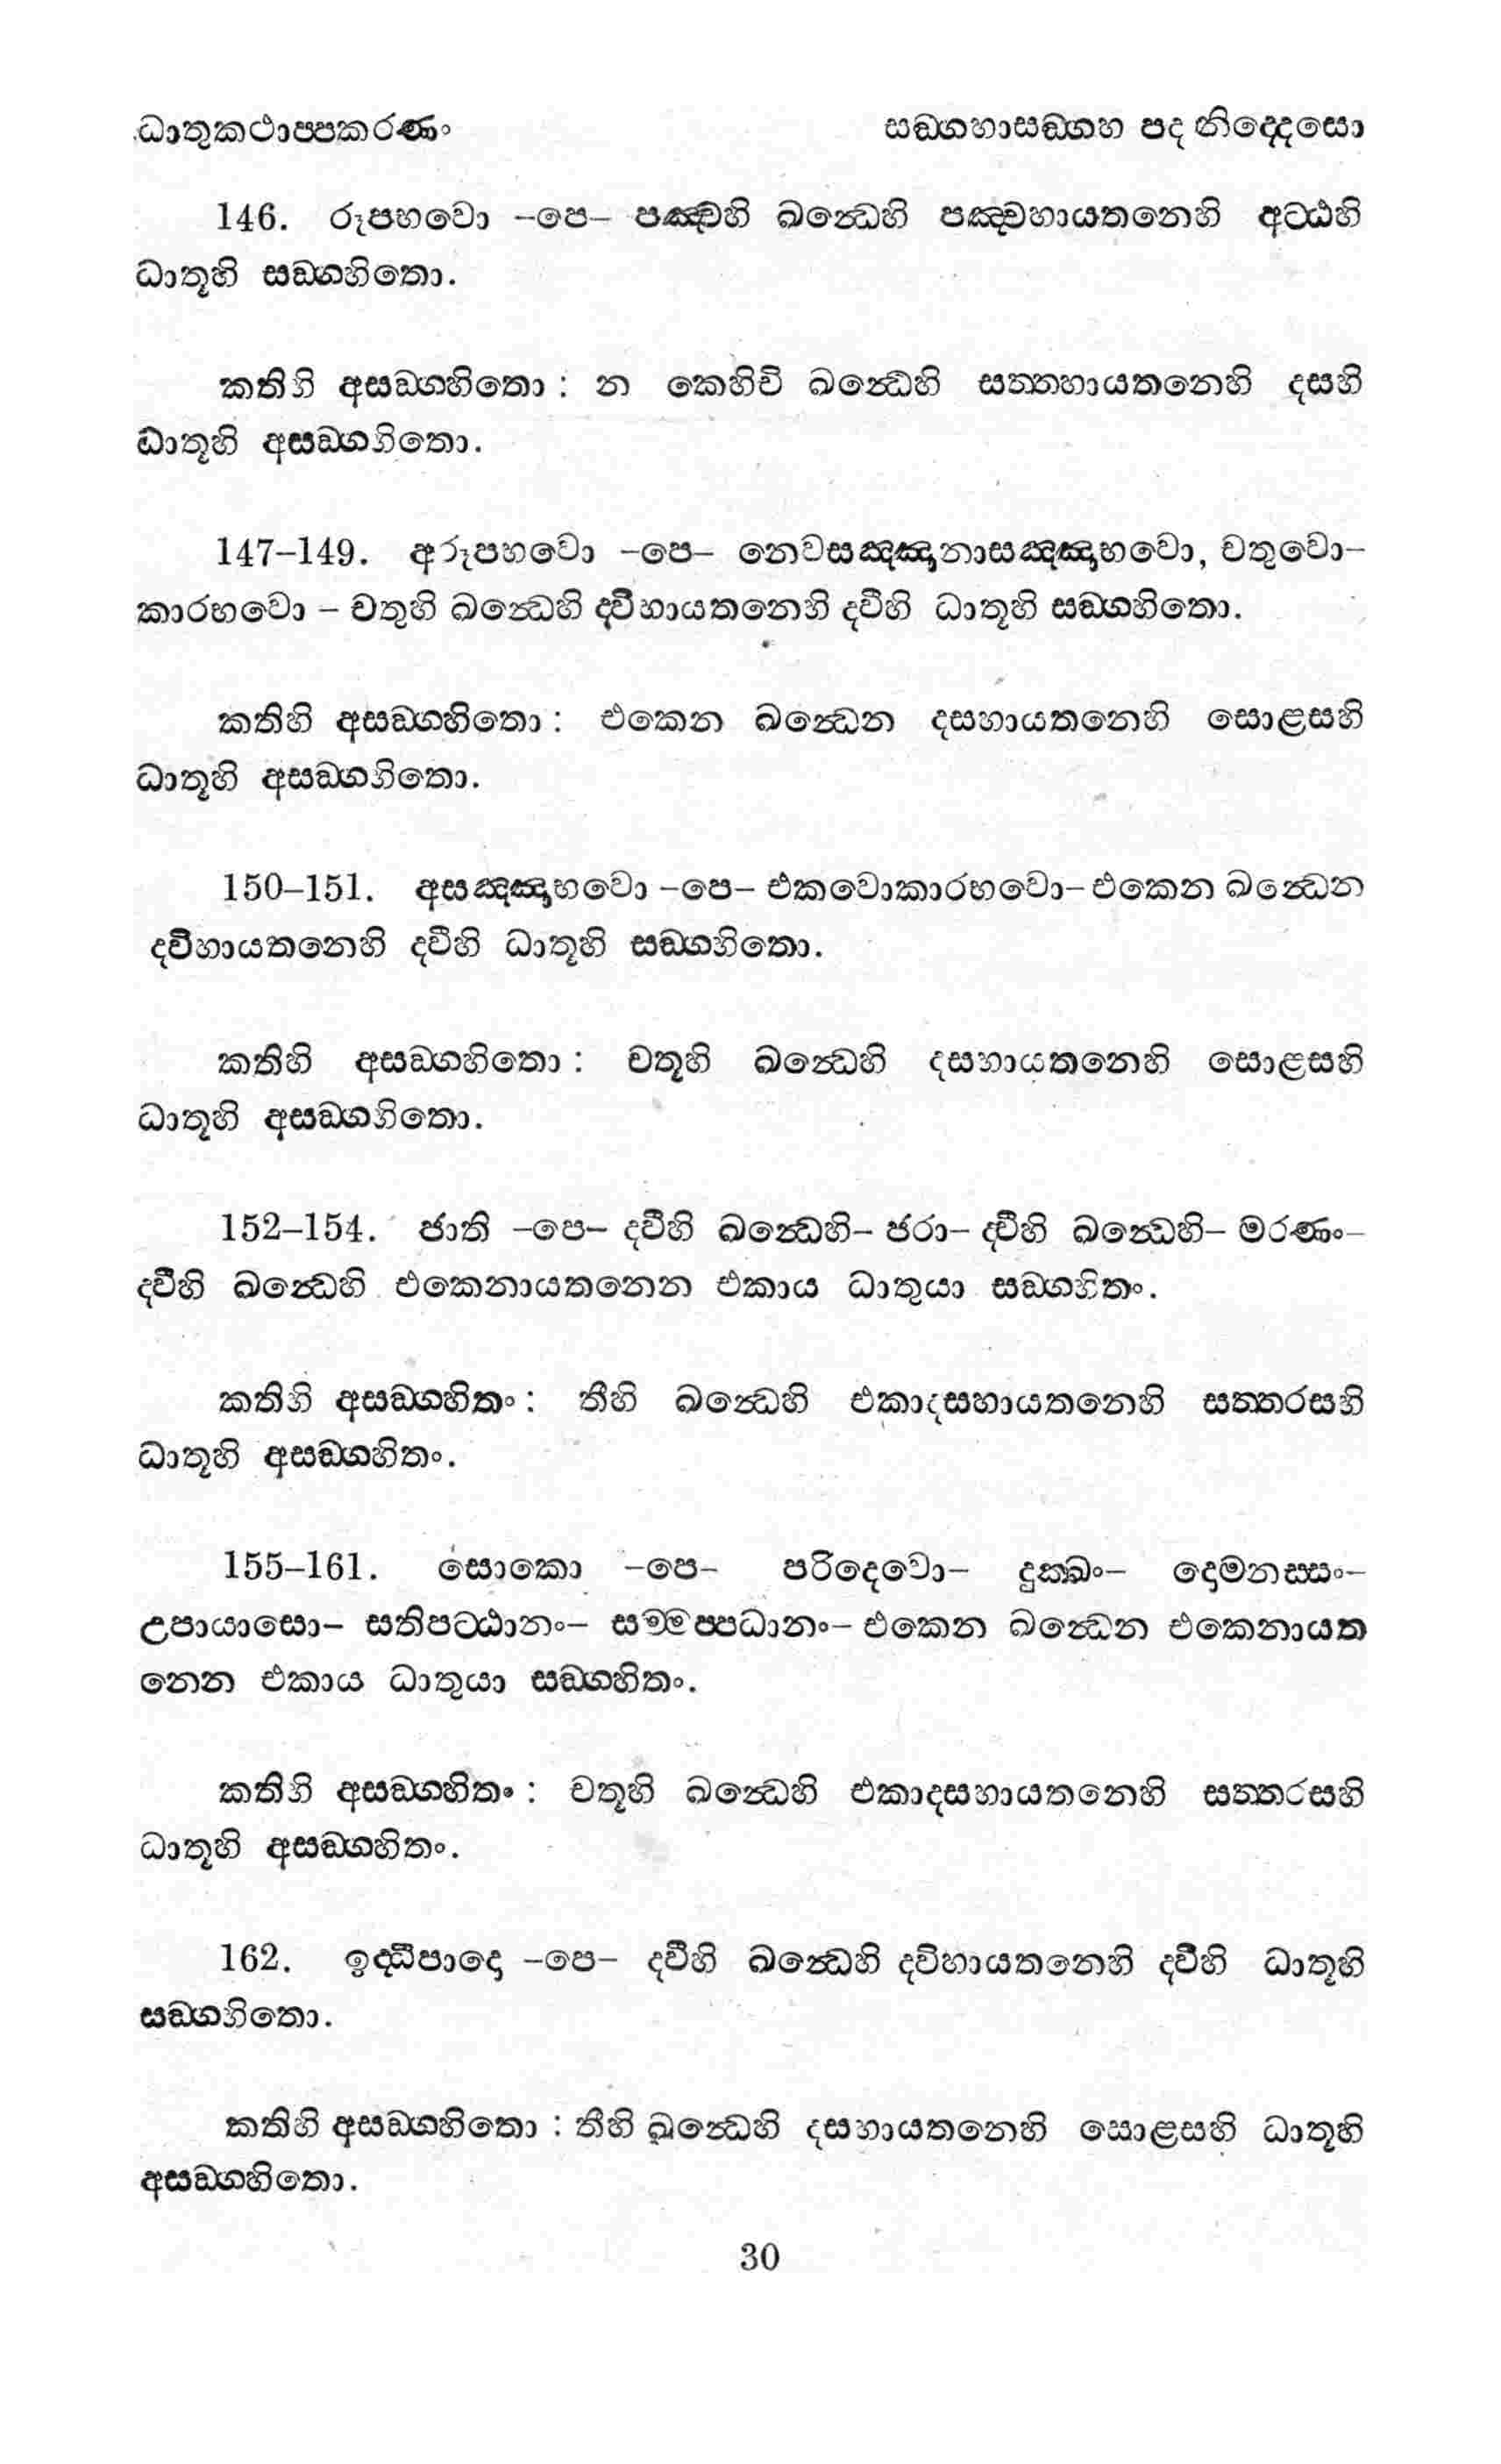 ධාතුකථාප්පකරණං සඞ්ගහාසඞ්ගහ පද නිද්දෙසො
146. රූපභවො –පෙ– පඤ්චහි ඛන්ධෙහි පඤ්චහායතනෙහි අට්ඨහි
ධාතූහි සඞ්ගහිතො.
කතිහි අසඞ්ගහිතො : න කෙහිචි ඛන්ධෙහි සත්තහායතනෙහි දසහි
ධාතූහි අසඞ්ගහිතො.
147–149. අරූපභවො –පෙ– නෙවසඤ්ඤානාසඤ්ඤාභවො, චතුවො–
කාරභවො – චතුහි ඛන්ධෙහි ද්වීහායතනෙහි ද්වීහි ධාතූහි සඞ්ගහිතො.
කතිහි අසඞ්ගහිතො : එකෙන ඛන්ධෙන දසහායතනෙහි සොළසහි
ධාතූහි අසඞ්ගහිතො.
150–151. අසඤ්ඤාභවො –පෙ– එකවොකාරභවො– එකෙන ඛන්ධෙන
ද්වීහායතනෙහි ද්වීහි ධාතූහි සඞ්ගහිතො.
කතිහි අසඞ්ගහිතො : චතූහි ඛන්ධෙහි දසහායතනෙහි සොළසහි
ධාතූහි අසඞ්ගහිතො.
152–154. ජාති –පෙ– ද්වීහි ඛන්ධෙහි– ජරා– ද්වීහි ඛන්ධෙහි– මරණං–
ද්වීහි ඛන්ධෙහි එකෙනායතනෙන එකාය ධාතුයා සඞ්ගහිතං.
කතිහි අසඞ්ගහිතං : තීහි ඛන්ධෙහි එකාදසහායතනෙහි සත්තරසහි
ධාතූහි අසඞ්ගහිතං.
155–161. සොකො –පෙ– පරිදෙවො– දුක්ඛං– දොමනස්සං–
උපායාසො– සතිපට්ඨානං– සම්මප්පධානං– එකෙන ඛන්ධෙන එකෙනායත
නෙන එකාය ධාතුයා සඞ්ගහිතං.
කතිහි අසඞ්ගහිතං : චතූහි ඛන්ධෙහි එකාදසහායතනෙහි සත්තරසහි
ධාතූහි අසඞ්ගහිතං.
162. ඉද්ධිපාදො –පෙ– ද්වීහි ඛන්ධෙහි ද්විහායතනෙහි ද්වීහි ධාතූහි
සඞ්ගහිතො.
කතිහි අසඞ්ගහිතො : තීහි ඛන්ධෙහි දසහායතනෙහි සොළසහි ධාතූහි
අසඞ්ගහිතො.
30